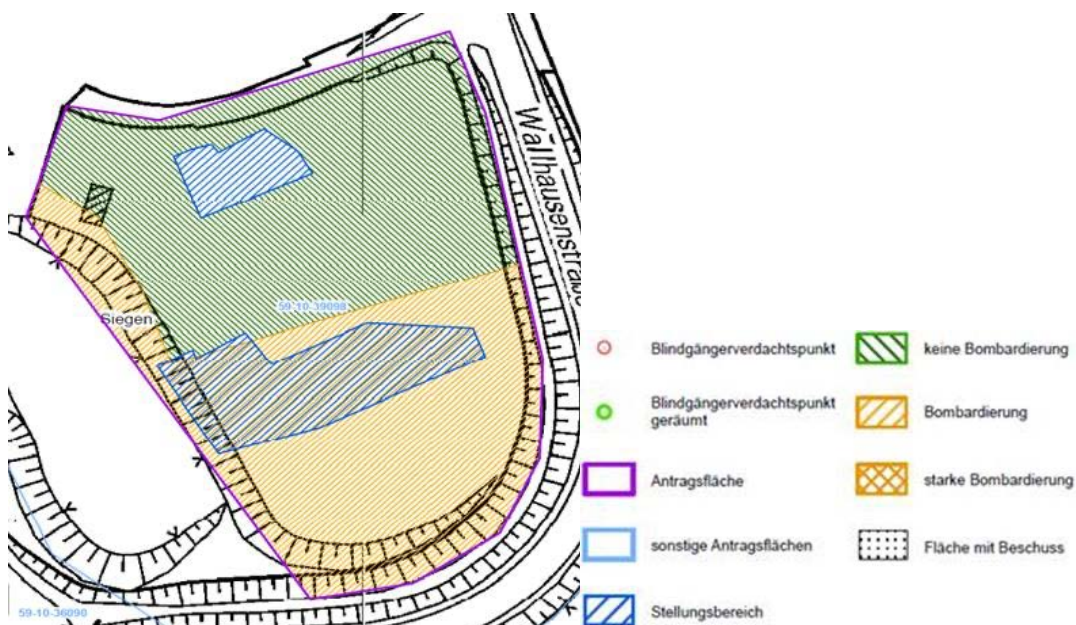 Wallhausenstraße
59-10-39098
Siegen
59-10-36090
Blindgängerverdachtspunkt
Blindgängerverdachtspunkt
geräumt
Antragsfläche
sonstige Antragsflächen
Stellungsbereich
keine Bombardierung
Bombardierung
starke Bombardierung
Fläche mit Beschuss